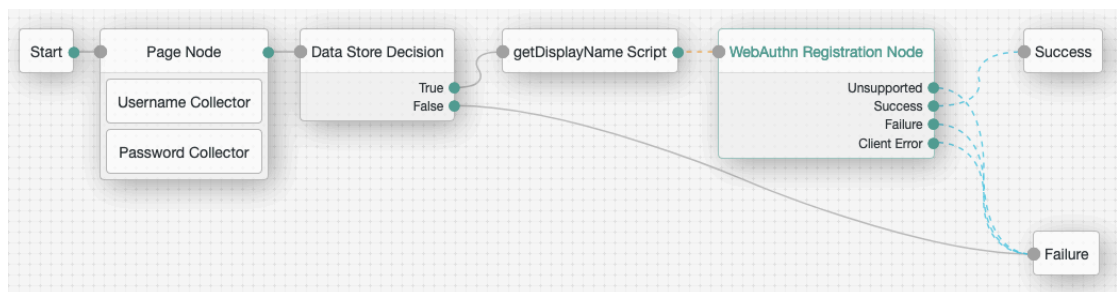 Start
Page Node
Username Collector
Password Collector
Data Store Decision
True
False
getDisplayName Script
WebAuthn Registration Node
Unsupported
Success
Failure
Client Error
Success
Failure